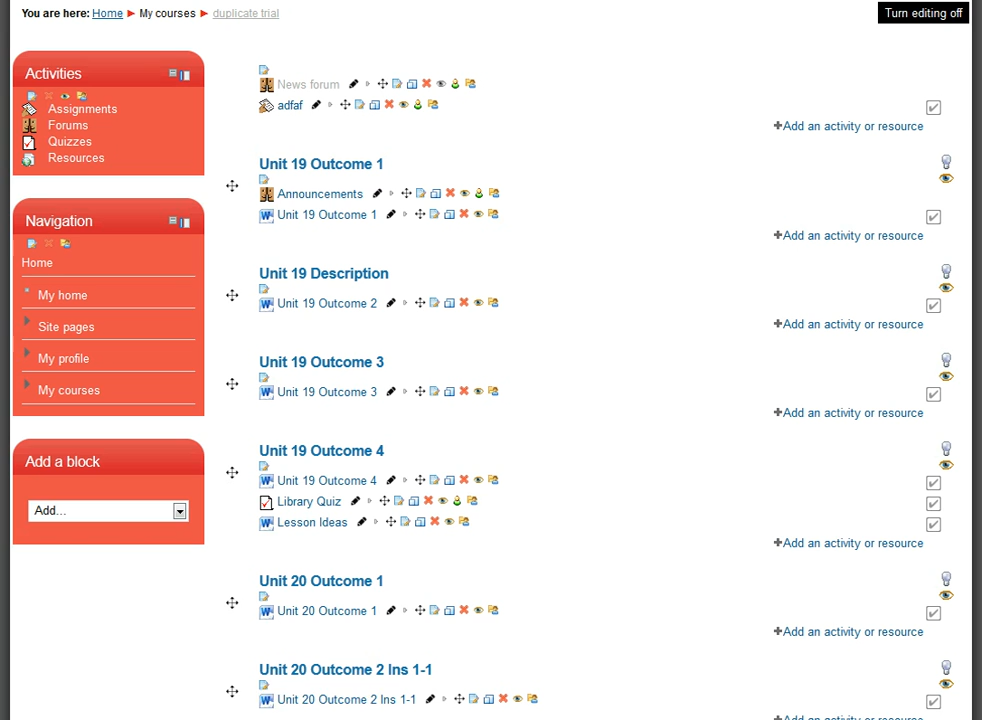 You are here: Home ► My courses ► duplicate trial
Turn editing off
Activities
Assignments
Forums
Quizzes
Resources
Navigation
Home
My home
Site pages
My profile
My courses
Add a block
Add...
News forum
adfaf
Add an activity or resource
Unit 19 Outcome 1
Announcements
Unit 19 Outcome 1
Add an activity or resource
Unit 19 Description
Unit 19 Outcome 2
Add an activity or resource
Unit 19 Outcome 3
Unit 19 Outcome 3
Add an activity or resource
Unit 19 Outcome 4
Unit 19 Outcome 4
Library Quiz
Lesson Ideas
Add an activity or resource
Unit 20 Outcome 1
Unit 20 Outcome 1
Add an activity or resource
Unit 20 Outcome 2 Ins 1-1
Unit 20 Outcome 2 Ins 1-1
Add an activity or resource